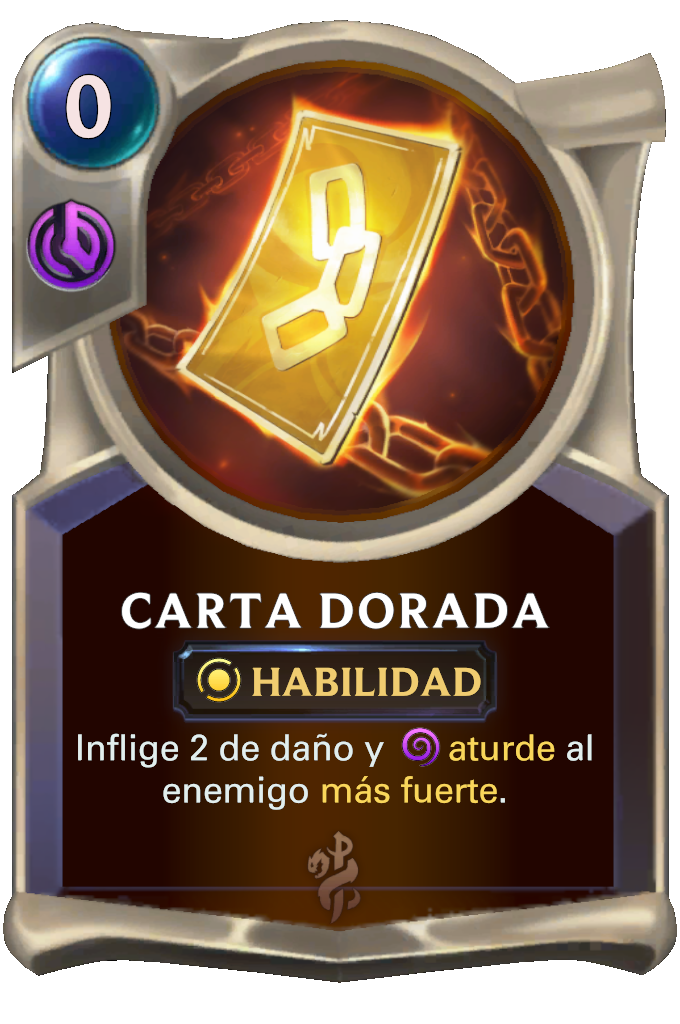 0
CARTA DORADA
HABILIDAD
Inflige 2 de daño y aturde al
enemigo más fuerte.